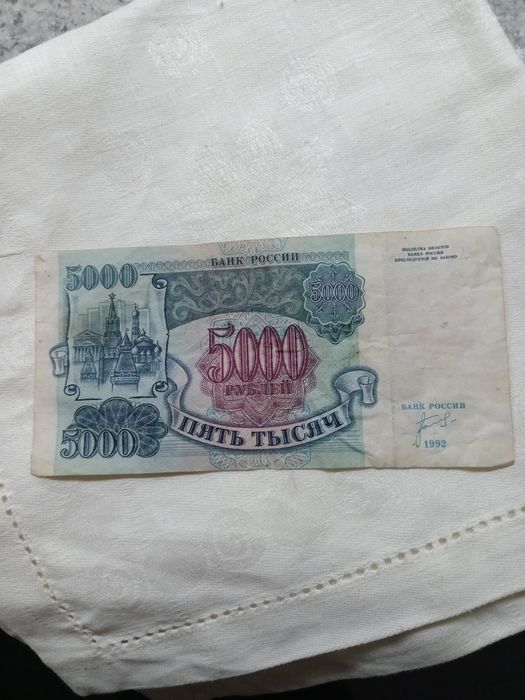 БАНК РОССИИ
ПОДДЕЛКА БИЛЕТОВ
БАНКА РОССИИ
ПРЕСЛЕДУЕТСЯ ПО ЗАКОНУ
5000
5000
5000
РУБЛЕЙ
ПЯТЬ ТЫСЯЧ
5000
БАНК РОССИИ
1992